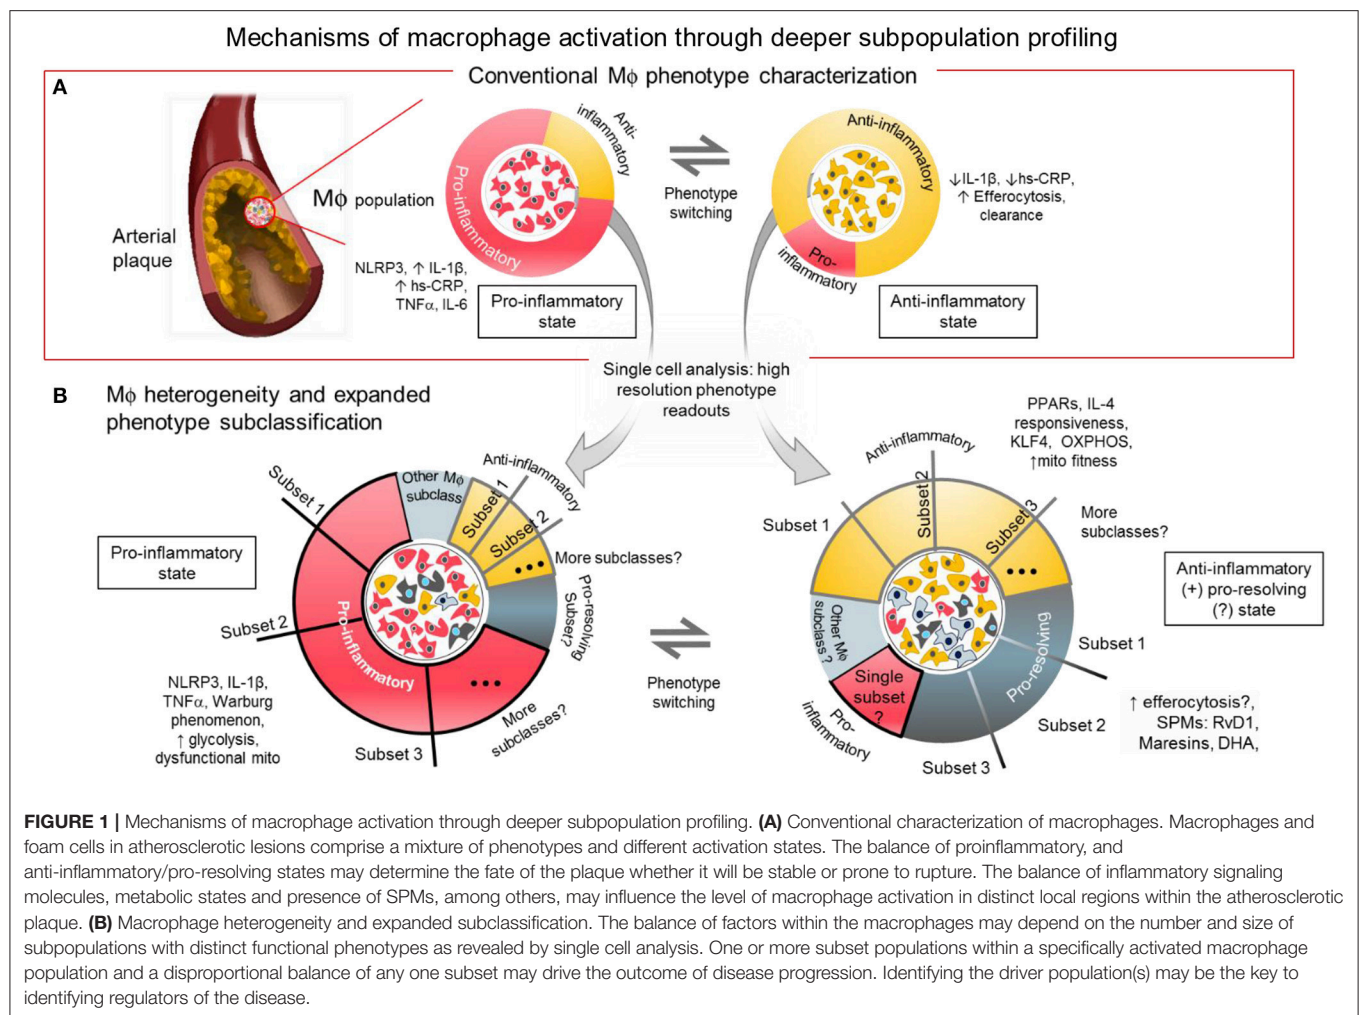 Mechanisms of macrophage activation through deeper subpopulation profiling
A
Conventional Mϕ phenotype characterization
Arterial
plaque
Mϕ population
NLRP3, ↑ IL-1β,
↑ hs-CRP,
TNFα, IL-6
Pro-inflammatory
Anti-
inflammatory
Pro-inflammatory
state
Phenotype
switching
Anti-inflammatory
Pro-
inflammatory
↓IL-1β, ↓hs-CRP,
↑ Efferocytosis,
clearance
Anti-inflammatory
state
Single cell analysis: high
resolution phenotype
readouts
B
Mϕ heterogeneity and expanded
phenotype subclassification
Pro-inflammatory
state
Subset 1
Other Mϕ
subclass
Anti-inflammatory
Subset 1
Subset 2
•••
More subclasses?
Pro-resolving
Subset?
Pro-inflammatory
Subset 2
NLRP3, IL-1β,
TNFα, Warburg
phenomenon,
↑ glycolysis,
dysfunctional mito
Subset 3
•••
More
subclasses?
Phenotype
switching
Anti-inflammatory
PPARs, IL-4
responsiveness,
KLF4, OXPHOS,
↑mito fitness
Subset 1
Subset 2
Subset 3
•••
More
subclasses?
Anti-inflammatory
(+) pro-resolving
(?) state
Other Mϕ
subclass ?
Single
subset
?
Pro-
inflammatory
Pro-resolving
Subset 1
Subset 2
Subset 3
↑ efferocytosis?,
SPMs: RvD1,
Maresins, DHA,
FIGURE 1 | Mechanisms of macrophage activation through deeper subpopulation profiling. (A) Conventional characterization of macrophages. Macrophages and
foam cells in atherosclerotic lesions comprise a mixture of phenotypes and different activation states. The balance of proinflammatory, and
anti-inflammatory/pro-resolving states may determine the fate of the plaque whether it will be stable or prone to rupture. The balance of inflammatory signaling
molecules, metabolic states and presence of SPMs, among others, may influence the level of macrophage activation in distinct local regions within the atherosclerotic
plaque. (B) Macrophage heterogeneity and expanded subclassification. The balance of factors within the macrophages may depend on the number and size of
subpopulations with distinct functional phenotypes as revealed by single cell analysis. One or more subset populations within a specifically activated macrophage
population and a disproportional balance of any one subset may drive the outcome of disease progression. Identifying the driver population(s) may be the key to
identifying regulators of the disease.